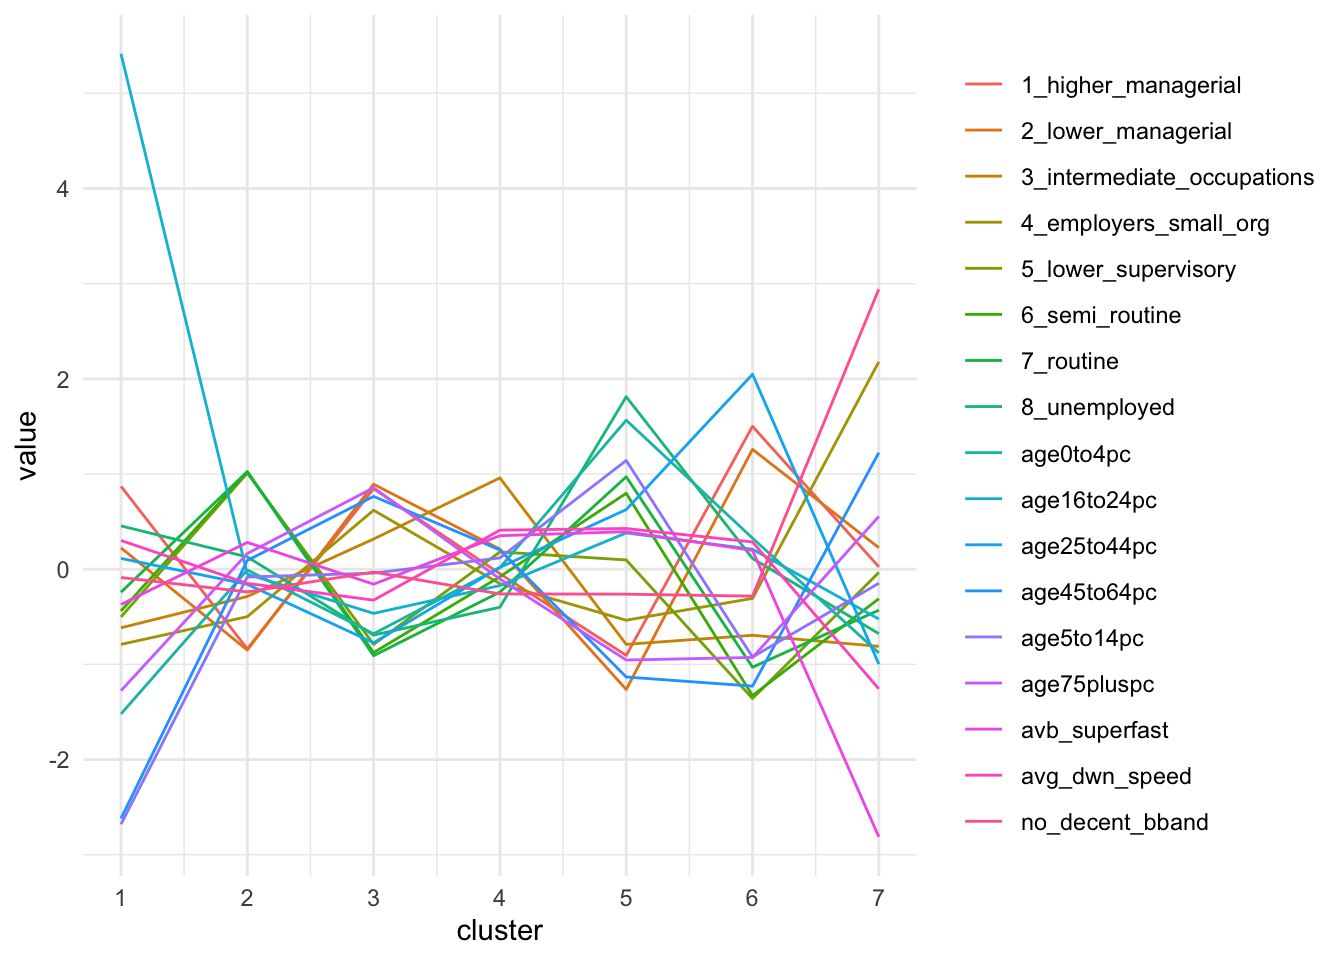 4
2
0
-2
value
1 2 3 4 5 6 7
cluster
1_higher_managerial
2_lower_managerial
3_intermediate_occupations
4_employers_small_org
5_lower_supervisory
6_semi_routine
7_routine
8_unemployed
age0to4pc
age16to24pc
age25to44pc
age45to64pc
age5to14pc
age75pluspc
avb_superfast
avg_dwn_speed
no_decent_bband